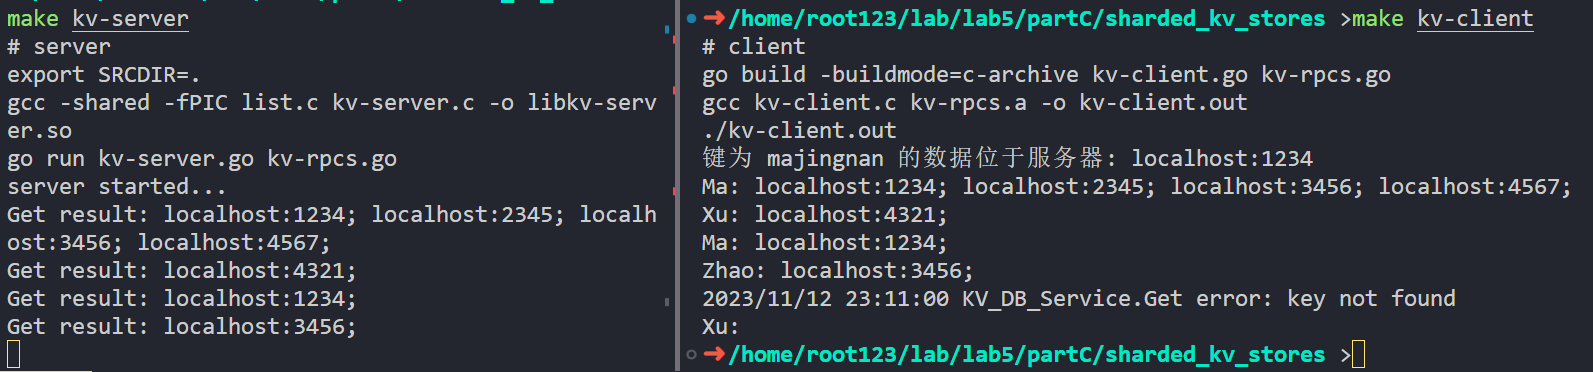 make kv-server
# server
export SRCDIR=.
gcc -shared -fPIC list.c kv-server.c -o libkv-serv
er.so
go run kv-server.go kv-rpcs.go
server started...
Get result: localhost:1234; localhost:2345; localh
ost:3456; localhost:4567;
Get result: localhost:4321;
Get result: localhost:1234;
Get result: localhost:3456;
➜/home/root123/lab/lab5/partC/sharded_kv_stores >make kv-client
# client
go build -buildmode=c-archive kv-client.go kv-rpcs.go
gcc kv-client.c kv-rpcs.a -o kv-client.out
./kv-client.out
键为 majingnan 的数据位于服务器: localhost:1234
Ma: localhost:1234; localhost:2345; localhost:3456; localhost:4567;
Xu: localhost:4321;
Ma: localhost:1234;
Zhao: localhost:3456;
2023/11/12 23:11:00 KV_DB_Service.Get error: key not found
Xu:
➜/home/root123/lab/lab5/partC/sharded_kv_stores >